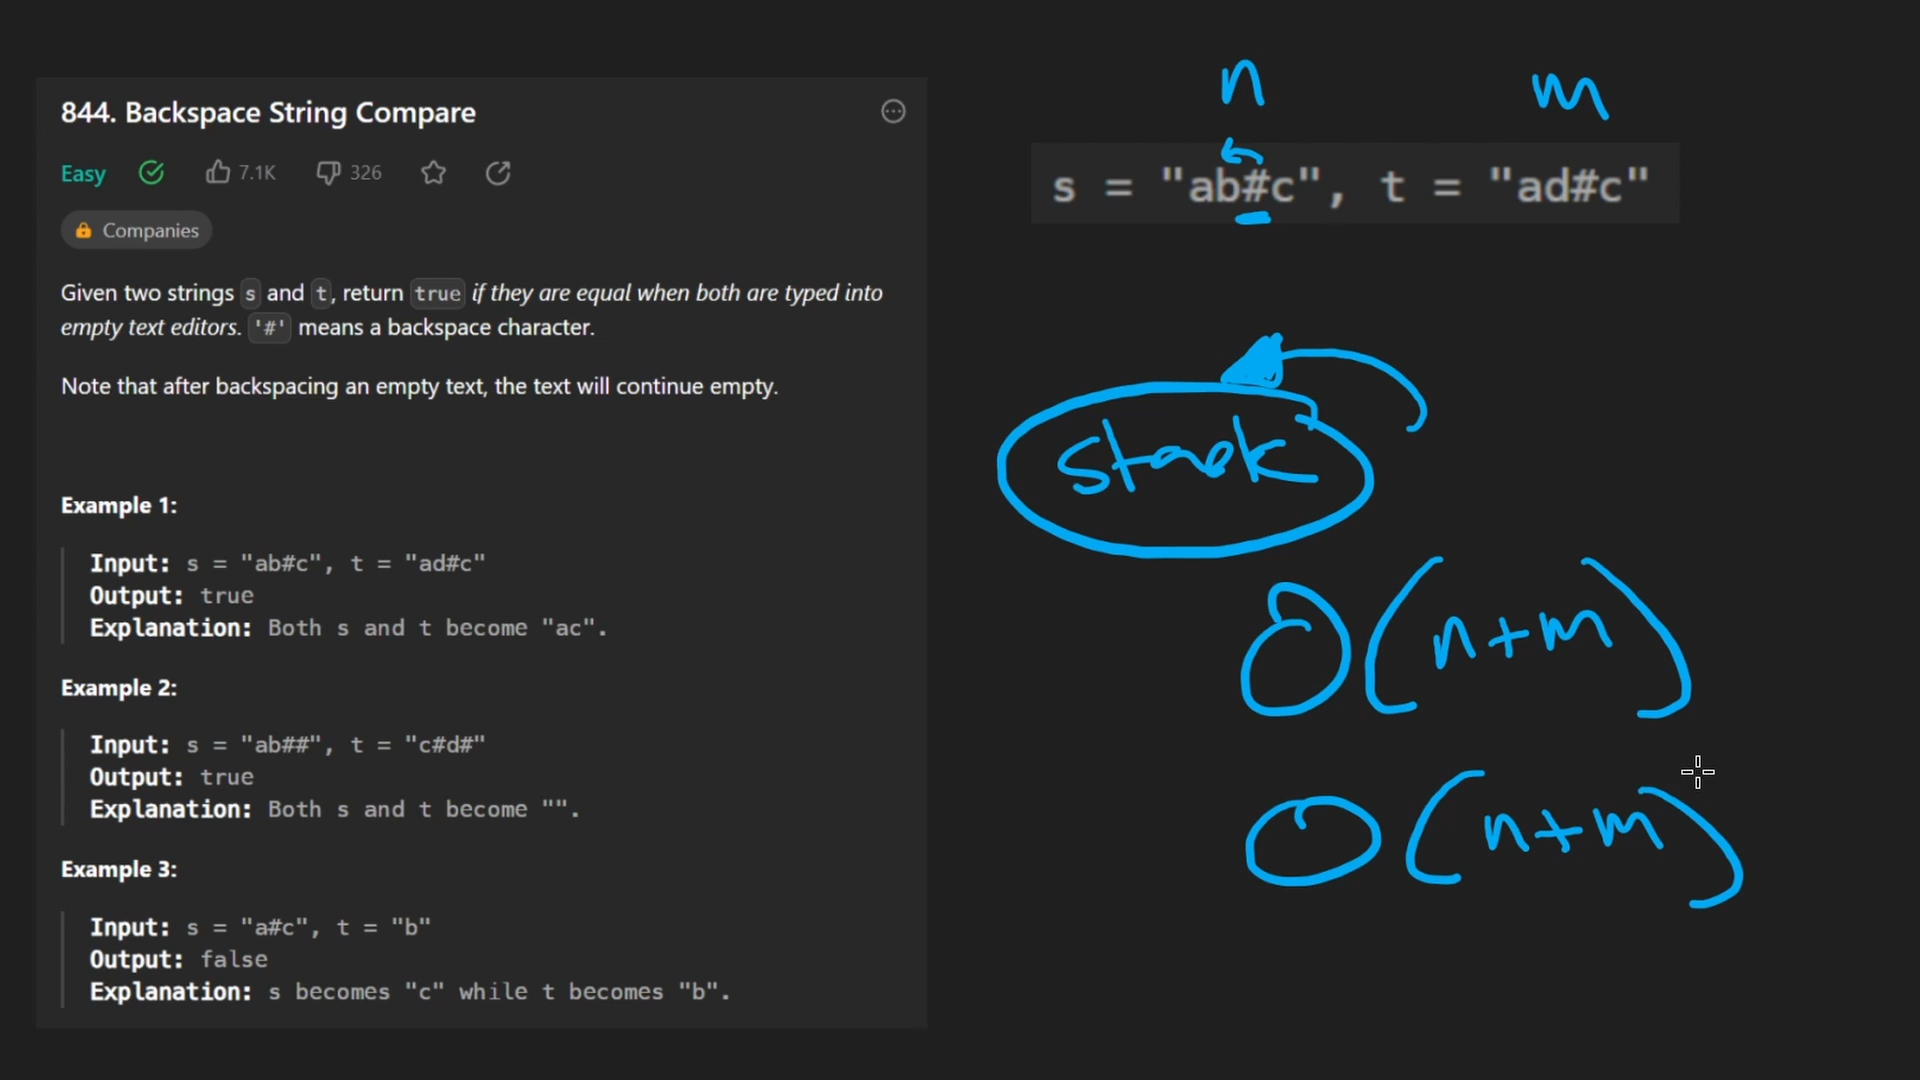 844. Backspace String Compare
Easy 7.1K 326
Companies
Given two strings s and t, return true if they are equal when both are typed into
empty text editors. '#' means a backspace character.
Note that after backspacing an empty text, the text will continue empty.
Example 1:
Input: s = "ab#c", t = "ad#c"
Output: true
Explanation: Both s and t become "ac".
Example 2:
Input: s = "ab##", t = "c#d#"
Output: true
Explanation: Both s and t become "".
Example 3:
Input: s = "a#c", t = "b"
Output: false
Explanation: s becomes "c" while t becomes "b".
n m
s = "ab#c", t = "ad#c"
stack
O(n+m)
O(n+m)